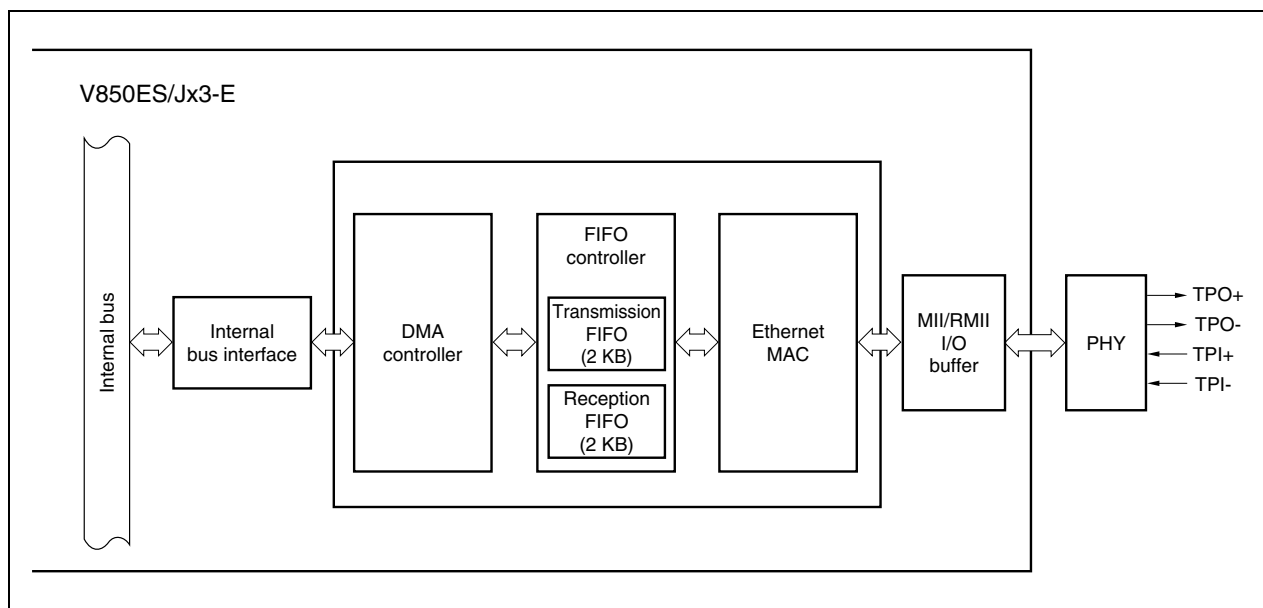 V850ES/Jx3-E
Internal bus
Internal
bus interface
DMA
controller
FIFO
controller
Transmission
FIFO
(2 KB)
Reception
FIFO
(2 KB)
Ethernet
MAC
MII/RMII
I/O
buffer
PHY
TPO+
TPO-
TPI+
TPI-